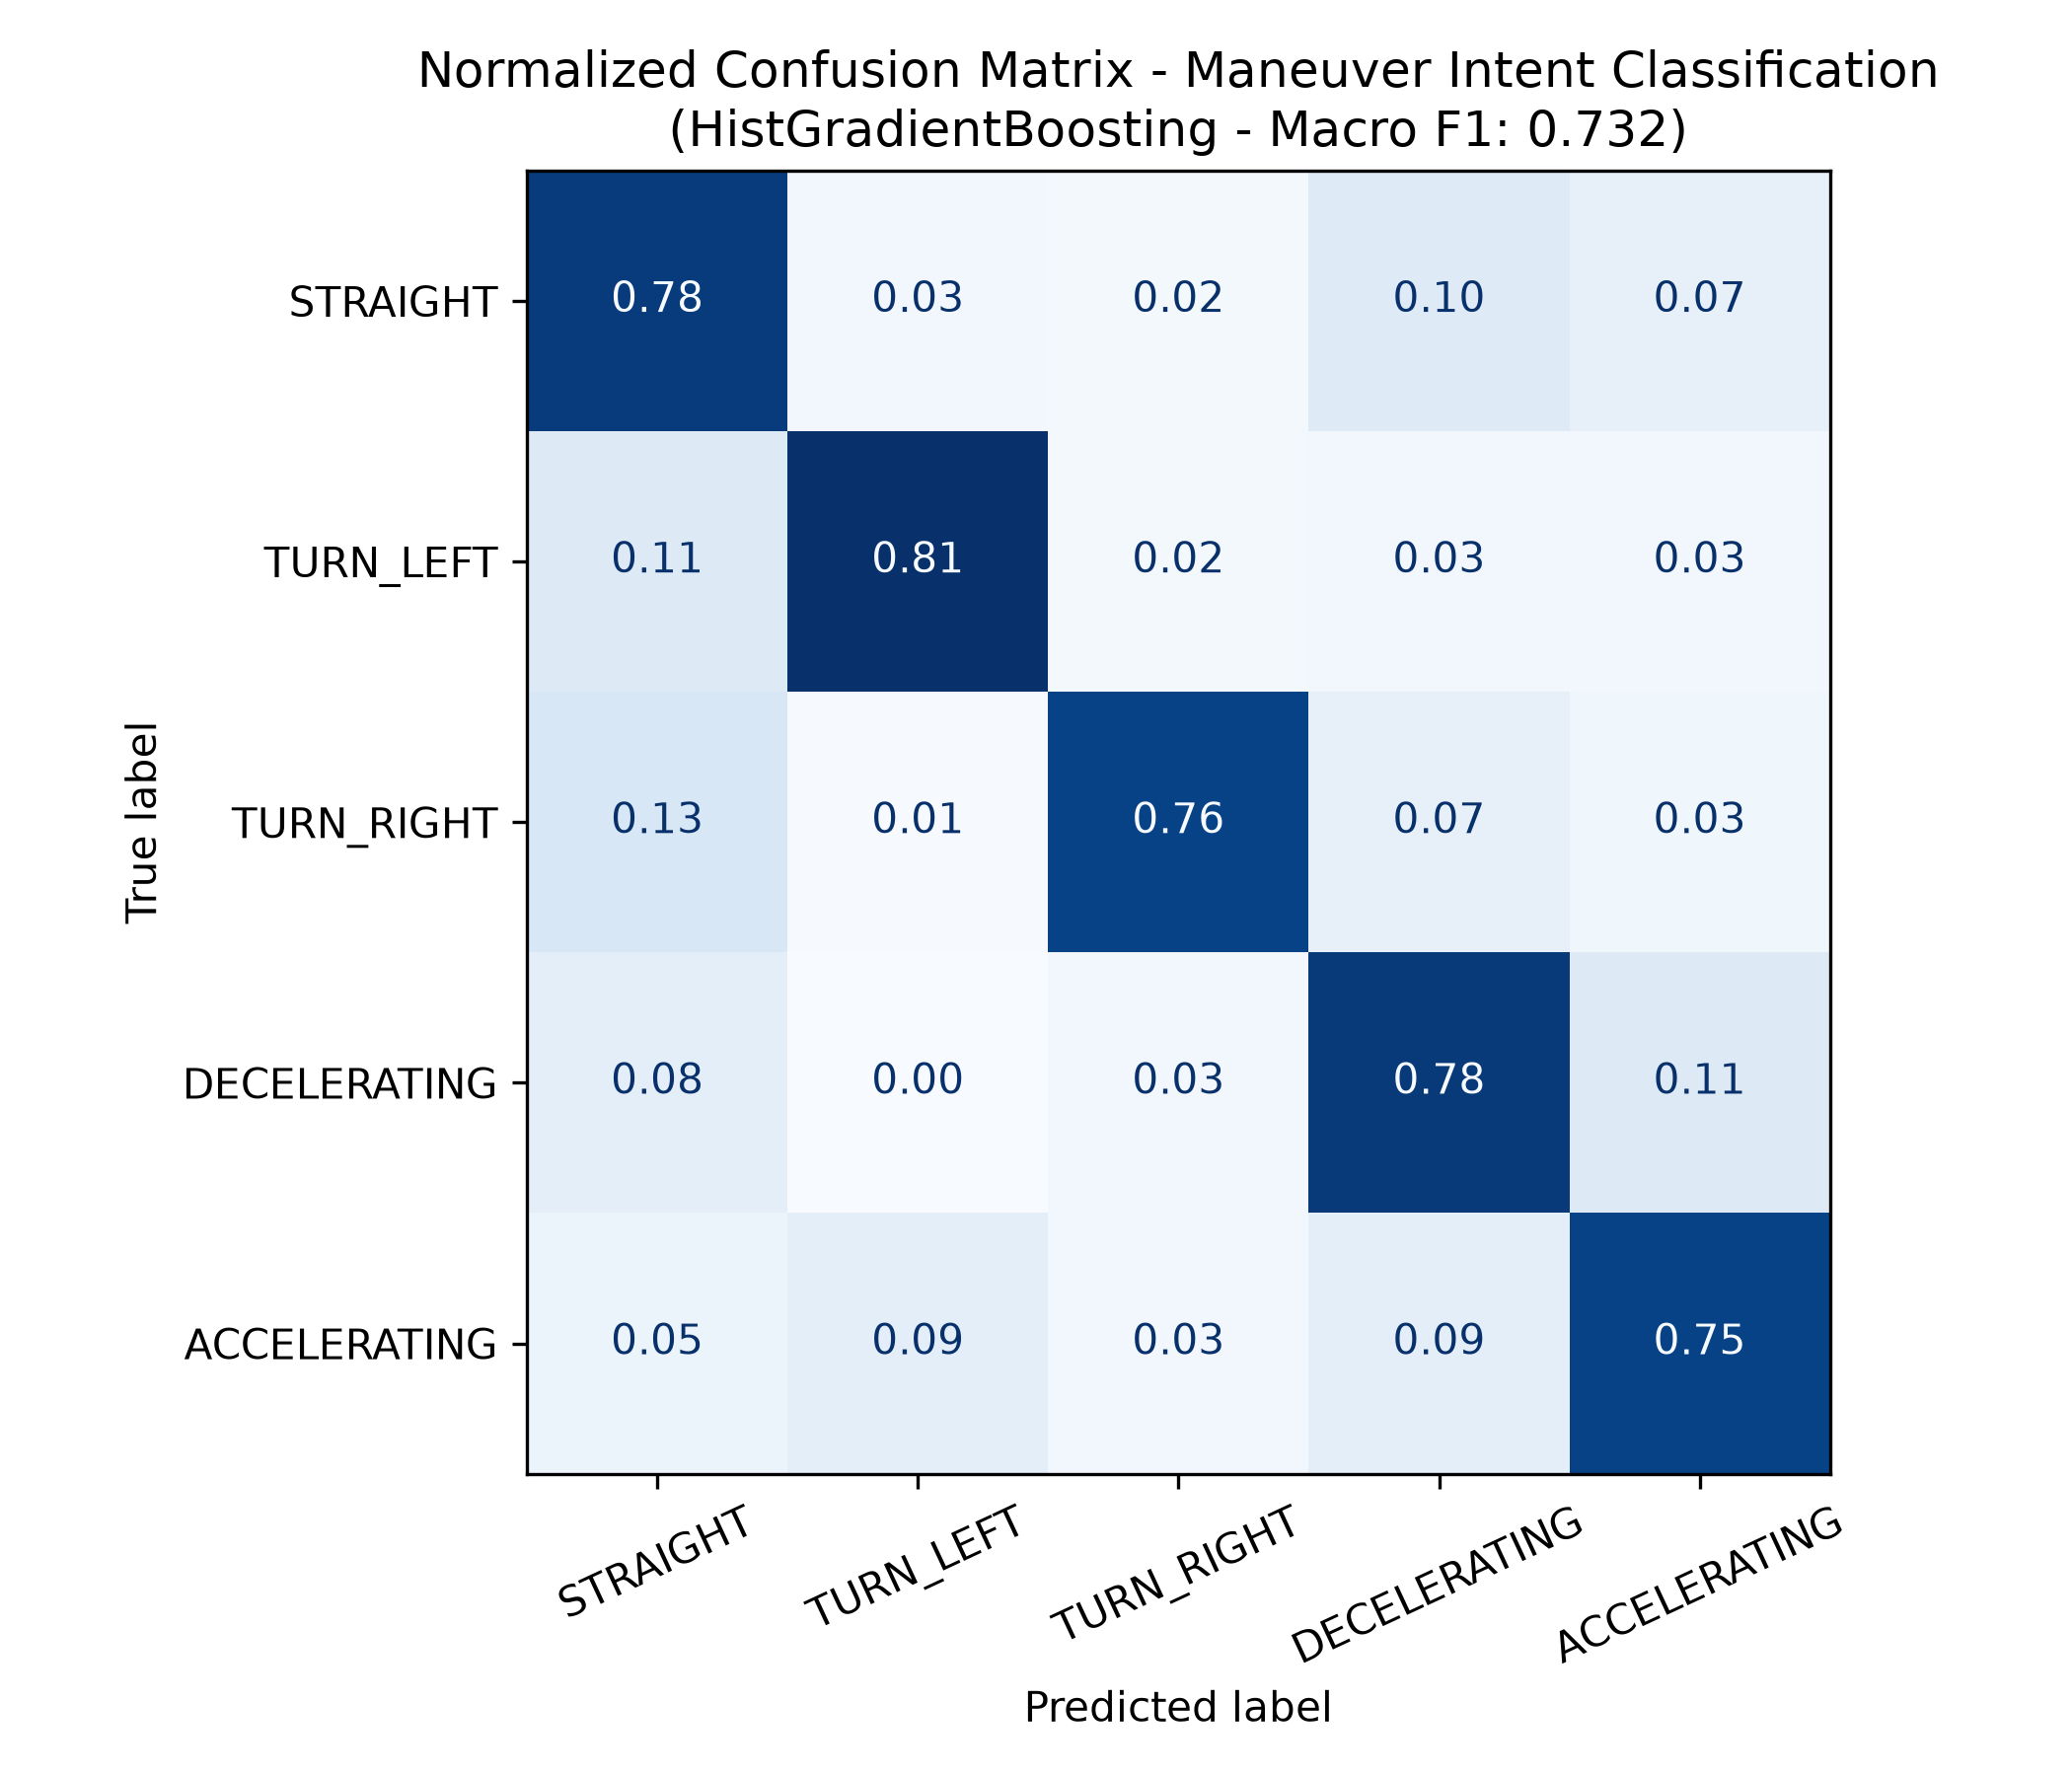 Normalized Confusion Matrix - Maneuver Intent Classification
(HistGradientBoosting - Macro F1: 0.732)
True label
STRAIGHT 0.78 0.03 0.02 0.10 0.07
TURN_LEFT 0.11 0.81 0.02 0.03 0.03
TURN_RIGHT 0.13 0.01 0.76 0.07 0.03
DECELERATING 0.08 0.00 0.03 0.78 0.11
ACCELERATING 0.05 0.09 0.03 0.09 0.75
STRAIGHT TURN_LEFT TURN_RIGHT DECELERATING ACCELERATING
Predicted label